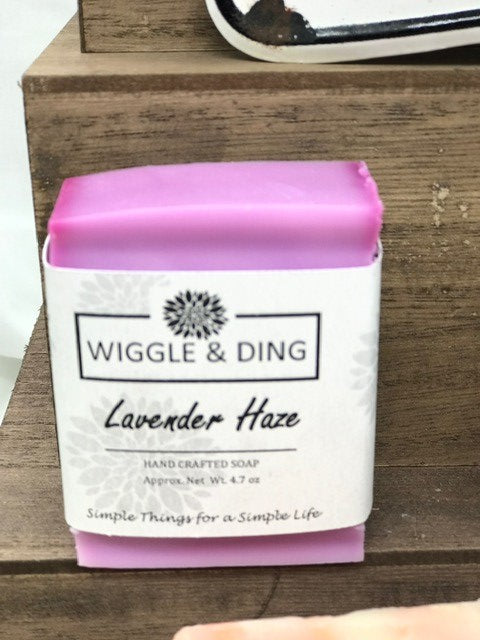 WIGGLE & DING
Lavender Haze
HAND CRAFTED SOAP
Approx. Net Wt. 4.7 oz
Simple Things for a Simple Life